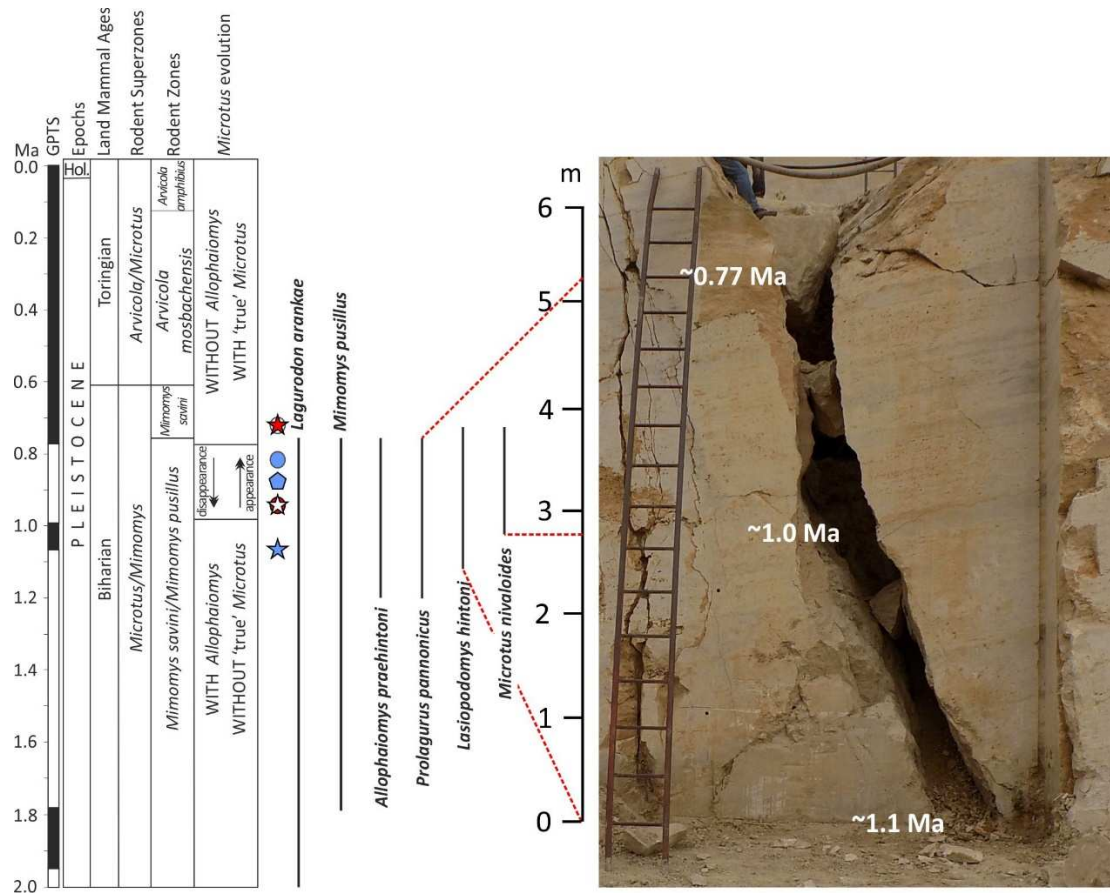 Ma
GPTS
Epochs
Land Mammal Ages
Rodent Superzones
Rodent Zones
Microtus evolution
0.0
0.2
0.4
0.6
0.8
1.0
1.2
1.4
1.6
1.8
2.0
Hol.
PLEISTOCENE
Toringian
Biharian
Arvicola/Microtus
Microtus/Mimomys
Arvicola
amphibius
Arvicola
mosbachensis
Mimomys
savini
Mimomys savini/Mimomys pusillus
WITHOUT Allophaiomys
WITH 'true' Microtus
disappearance
appearance
WITH Allophaiomys
WITHOUT 'true' Microtus
Lagurodon arankae
Mimomys pusillus
Allophaiomys praehintoni
Prolagurus pannonicus
Lasiopodomys hintoni
Microtus nivaloides
m
6
5
4
3
2
1
0
~0.77 Ma
~1.0 Ma
~1.1 Ma